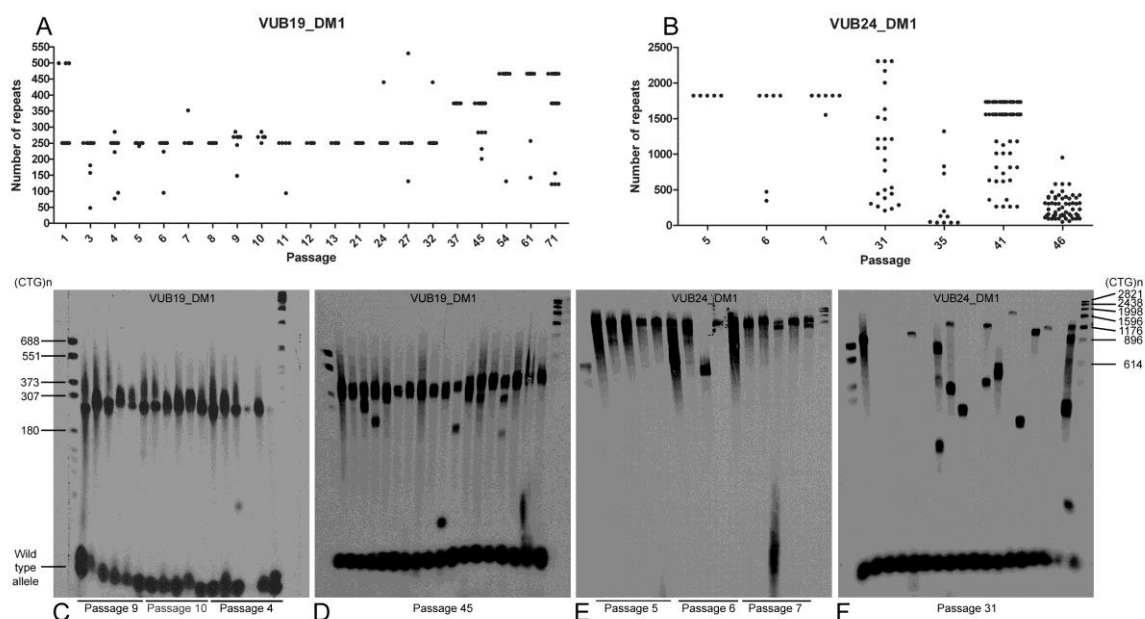 A
VUB19_DM1
Number of repeats
550
500
450
400
350
300
250
200
150
100
50
0
1 3 4 5 6 7 8 9 10 11 12 13 21 24 27 32 37 45 54 61 71
Passage
B
VUB24_DM1
Number of repeats
2500
2000
1500
1000
500
0
5 6 7 31 35 41 46
Passage
(CTG)n
VUB19_DM1
688
551
373
307
180
Wild
type
allele
C
Passage 9 Passage 10 Passage 4
VUB19_DM1
D
Passage 45
VUB24_DM1
E
Passage 5 Passage 6 Passage 7
VUB24_DM1
(CTG)n
2821
2438
1998
1596
1176
896
614
F
Passage 31